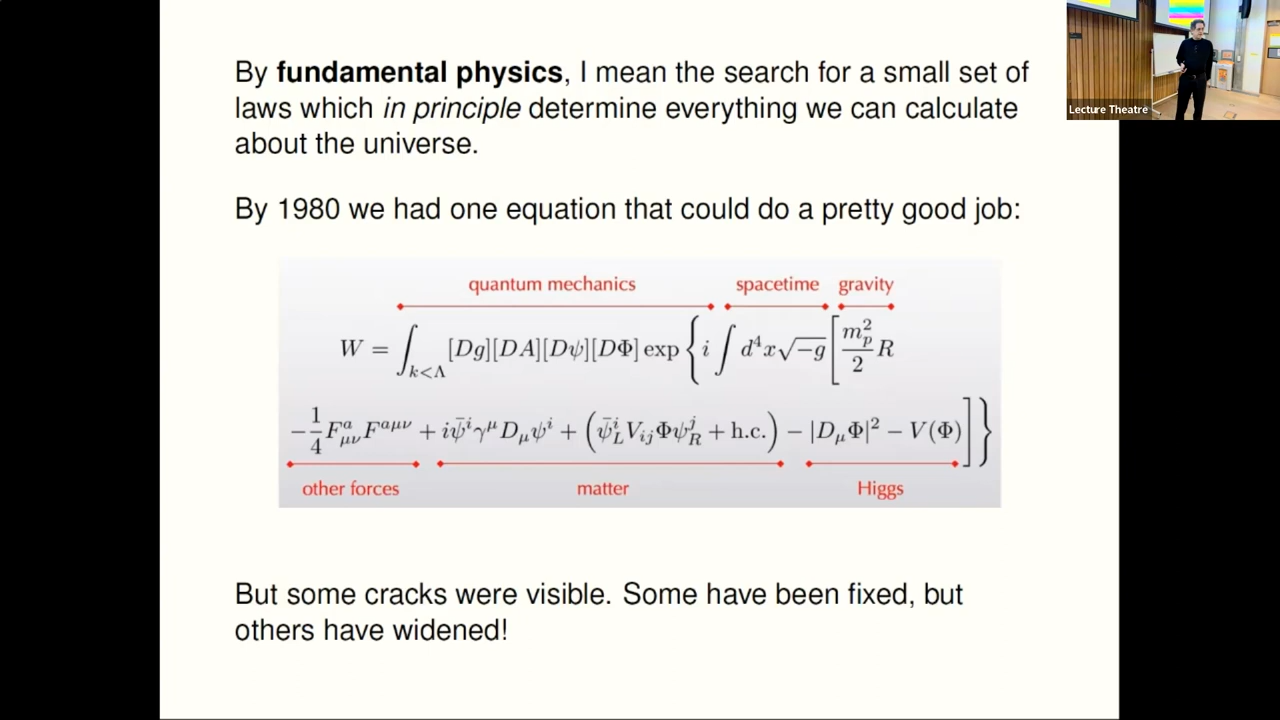 By fundamental physics, I mean the search for a small set of
laws which in principle determine everything we can calculate
about the universe.
Lecture Theatre
By 1980 we had one equation that could do a pretty good job:
quantum mechanics spacetime gravity
W = ∫_{k<Λ} [Dg][DA][Dψ][DΦ] exp { i ∫ d⁴x √−g [ m_p²/2 R
−1/4 F^a_{μν} F^{aμν} + iψ̄^i γ^μ D_μ ψ^i + (ψ̄^i_L V_{ij} Φ ψ^j_R + h.c.) − |D_μ Φ|² − V(Φ) ] }
other forces matter Higgs
But some cracks were visible. Some have been fixed, but
others have widened!